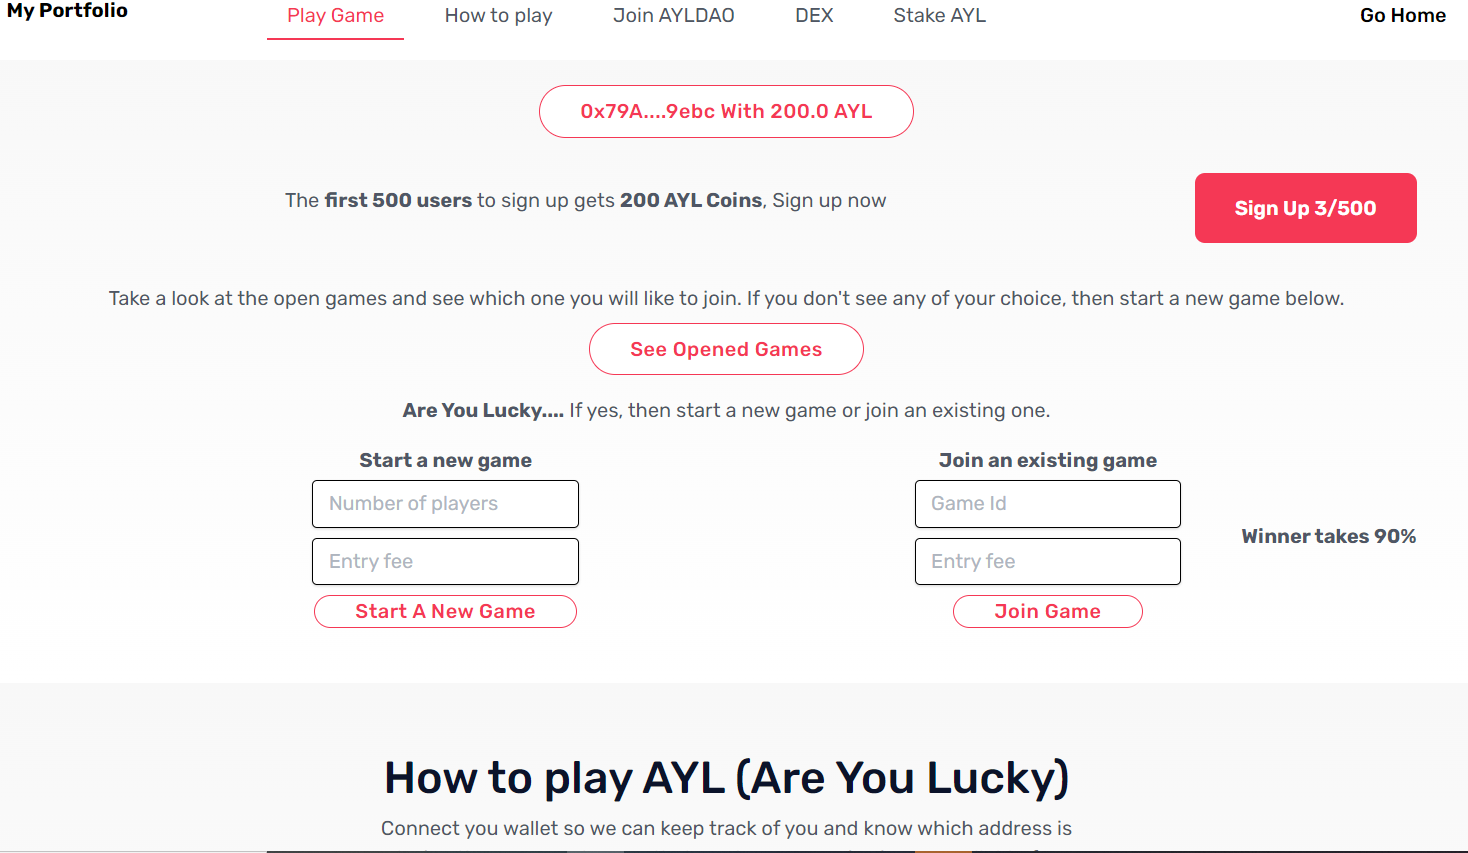 My Portfolio
Play Game
How to play
Join AYLDAO
DEX
Stake AYL
Go Home
0x79A....9ebc With 200.0 AYL
The first 500 users to sign up gets 200 AYL Coins, Sign up now
Sign Up 3/500
Take a look at the open games and see which one you will like to join. If you don't see any of your choice, then start a new game below.
See Opened Games
Are You Lucky.... If yes, then start a new game or join an existing one.
Start a new game
Number of players
Entry fee
Start A New Game
Join an existing game
Game Id
Entry fee
Join Game
Winner takes 90%
How to play AYL (Are You Lucky)
Connect you wallet so we can keep track of you and know which address is